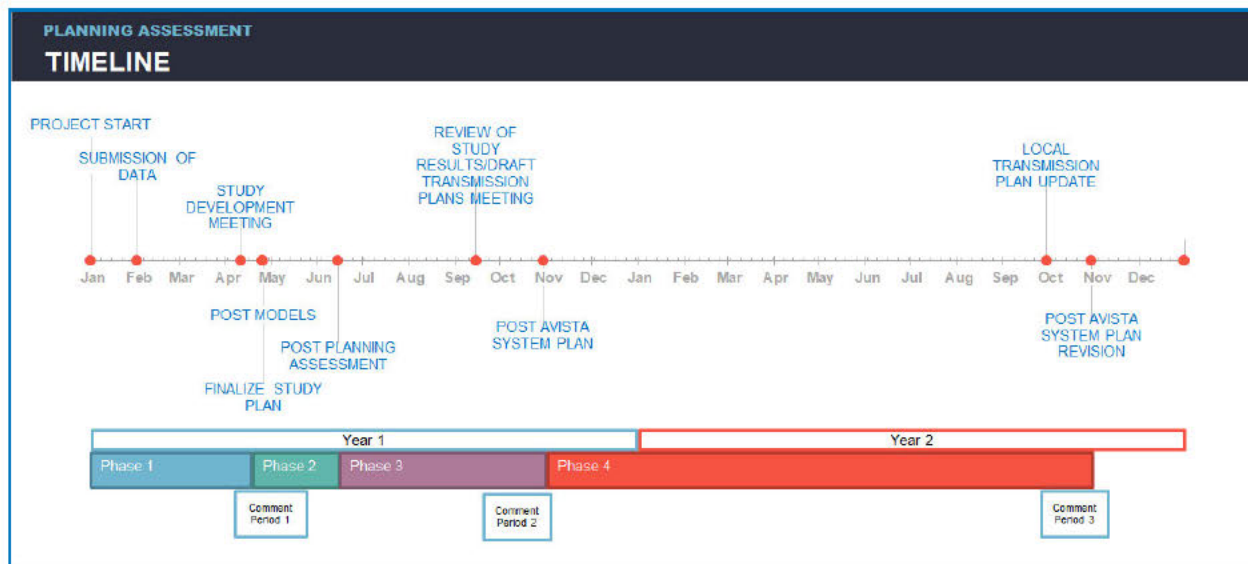 PLANNING ASSESSMENT
TIMELINE
PROJECT START
SUBMISSION OF
DATA
STUDY
DEVELOPMENT
MEETING
REVIEW OF
STUDY
RESULTS/DRAFT
TRANSMISSION
PLANS MEETING
LOCAL
TRANSMISSION
PLAN UPDATE
Jan Feb Mar Apr May Jun Jul Aug Sep Oct Nov Dec Jan Feb Mar Apr May Jun Jul Aug Sep Oct Nov Dec
POST MODELS
POST PLANNING
ASSESSMENT
FINALIZE STUDY
PLAN
POST AVISTA
SYSTEM PLAN
POST AVISTA
SYSTEM PLAN
REVISION
Year 1 Year 2
Phase 1 Phase 2 Phase 3 Phase 4
Comment
Period 1
Comment
Period 2
Comment
Period 3